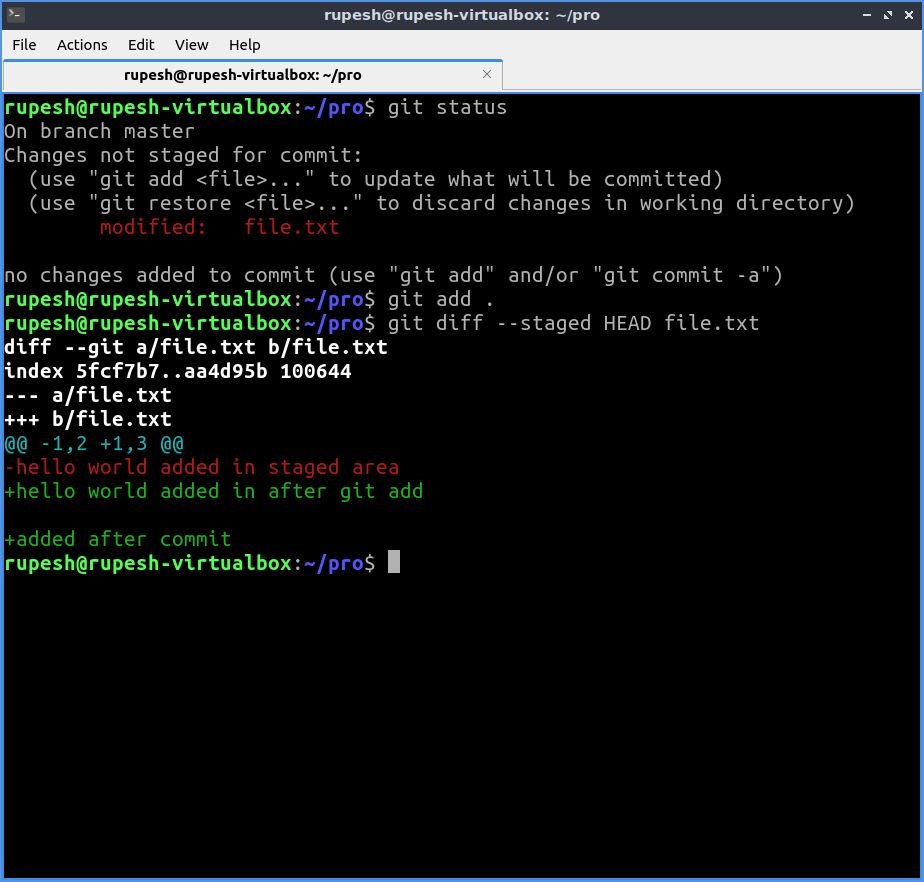 rupesh@rupesh-virtualbox: ~/pro
File Actions Edit View Help
rupesh@rupesh-virtualbox: ~/pro
rupesh@rupesh-virtualbox:~/pro$ git status
On branch master
Changes not staged for commit:
  (use "git add <file>..." to update what will be committed)
  (use "git restore <file>..." to discard changes in working directory)
        modified:   file.txt
no changes added to commit (use "git add" and/or "git commit -a")
rupesh@rupesh-virtualbox:~/pro$ git add .
rupesh@rupesh-virtualbox:~/pro$ git diff --staged HEAD file.txt
diff --git a/file.txt b/file.txt
index 5fcf7b7..aa4d95b 100644
--- a/file.txt
+++ b/file.txt
@@ -1,2 +1,3 @@
-hello world added in staged area
+hello world added in after git add
+added after commit
rupesh@rupesh-virtualbox:~/pro$